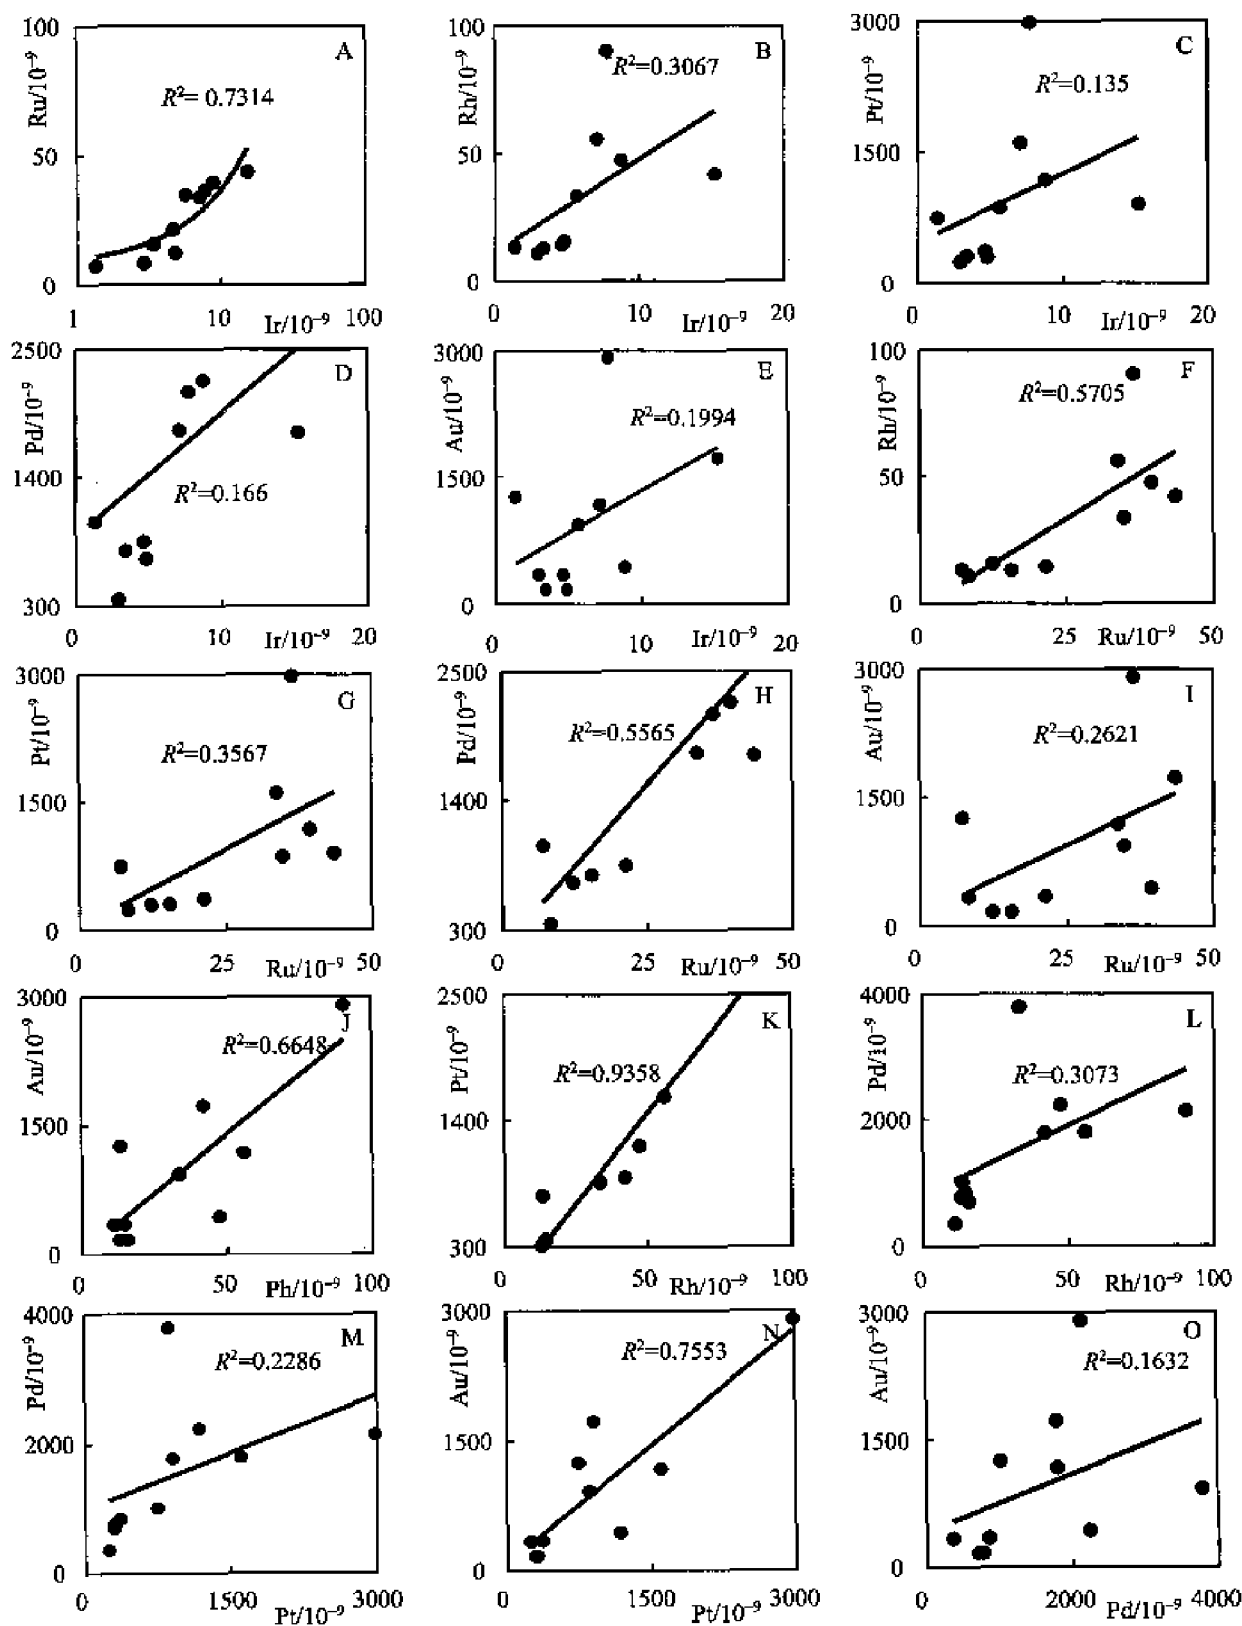 100
Ru/10⁻⁹
A
R²= 0.7314
50
0
1
10
Ir/10⁻⁹
100
100
Rh/10⁻⁹
B
R²=0.3067
50
0
0
10
Ir/10⁻⁹
20
3000
Pt/10⁻⁹
C
R²=0.135
1500
0
0
10
Ir/10⁻⁹
20
2500
Pd/10⁻⁹
D
1400
R²=0.166
300
0
10
Ir/10⁻⁹
20
3000
Au/10⁻⁹
E
R²=0.1994
1500
0
0
10
Ir/10⁻⁹
20
100
Rh/10⁻⁹
F
R²=0.5705
50
0
0
25
Ru/10⁻⁹
50
3000
Pt/10⁻⁹
G
R²=0.3567
1500
0
0
25
Ru/10⁻⁹
50
2500
Pd/10⁻⁹
H
R²=0.5565
1400
300
0
25
Ru/10⁻⁹
50
3000
Au/10⁻⁹
I
R²=0.2621
1500
0
0
25
Ru/10⁻⁹
50
3000
Au/10⁻⁹
J
R²=0.6648
1500
0
0
50
Ph/10⁻⁹
100
2500
Pt/10⁻⁹
K
R²=0.9358
1400
300
0
50
Rh/10⁻⁹
100
4000
Pd/10⁻⁹
L
R²=0.3073
2000
0
0
50
Rh/10⁻⁹
100
4000
Pd/10⁻⁹
M
R²=0.2286
2000
0
0
1500
Pt/10⁻⁹
3000
3000
Au/10⁻⁹
N
R²=0.7553
1500
0
0
1500
Pt/10⁻⁹
3000
3000
Au/10⁻⁹
O
R²=0.1632
1500
0
0
2000
Pd/10⁻⁹
4000